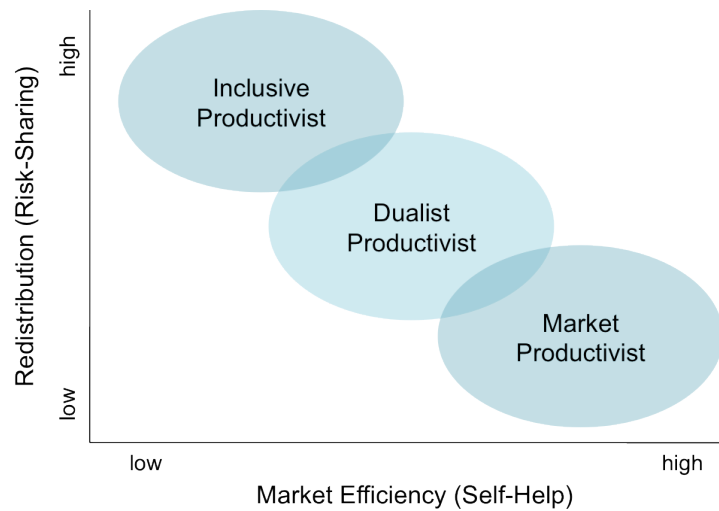 high
Redistribution (Risk-Sharing)
low
Inclusive
Productivist
Dualist
Productivist
Market
Productivist
low
high
Market Efficiency (Self-Help)